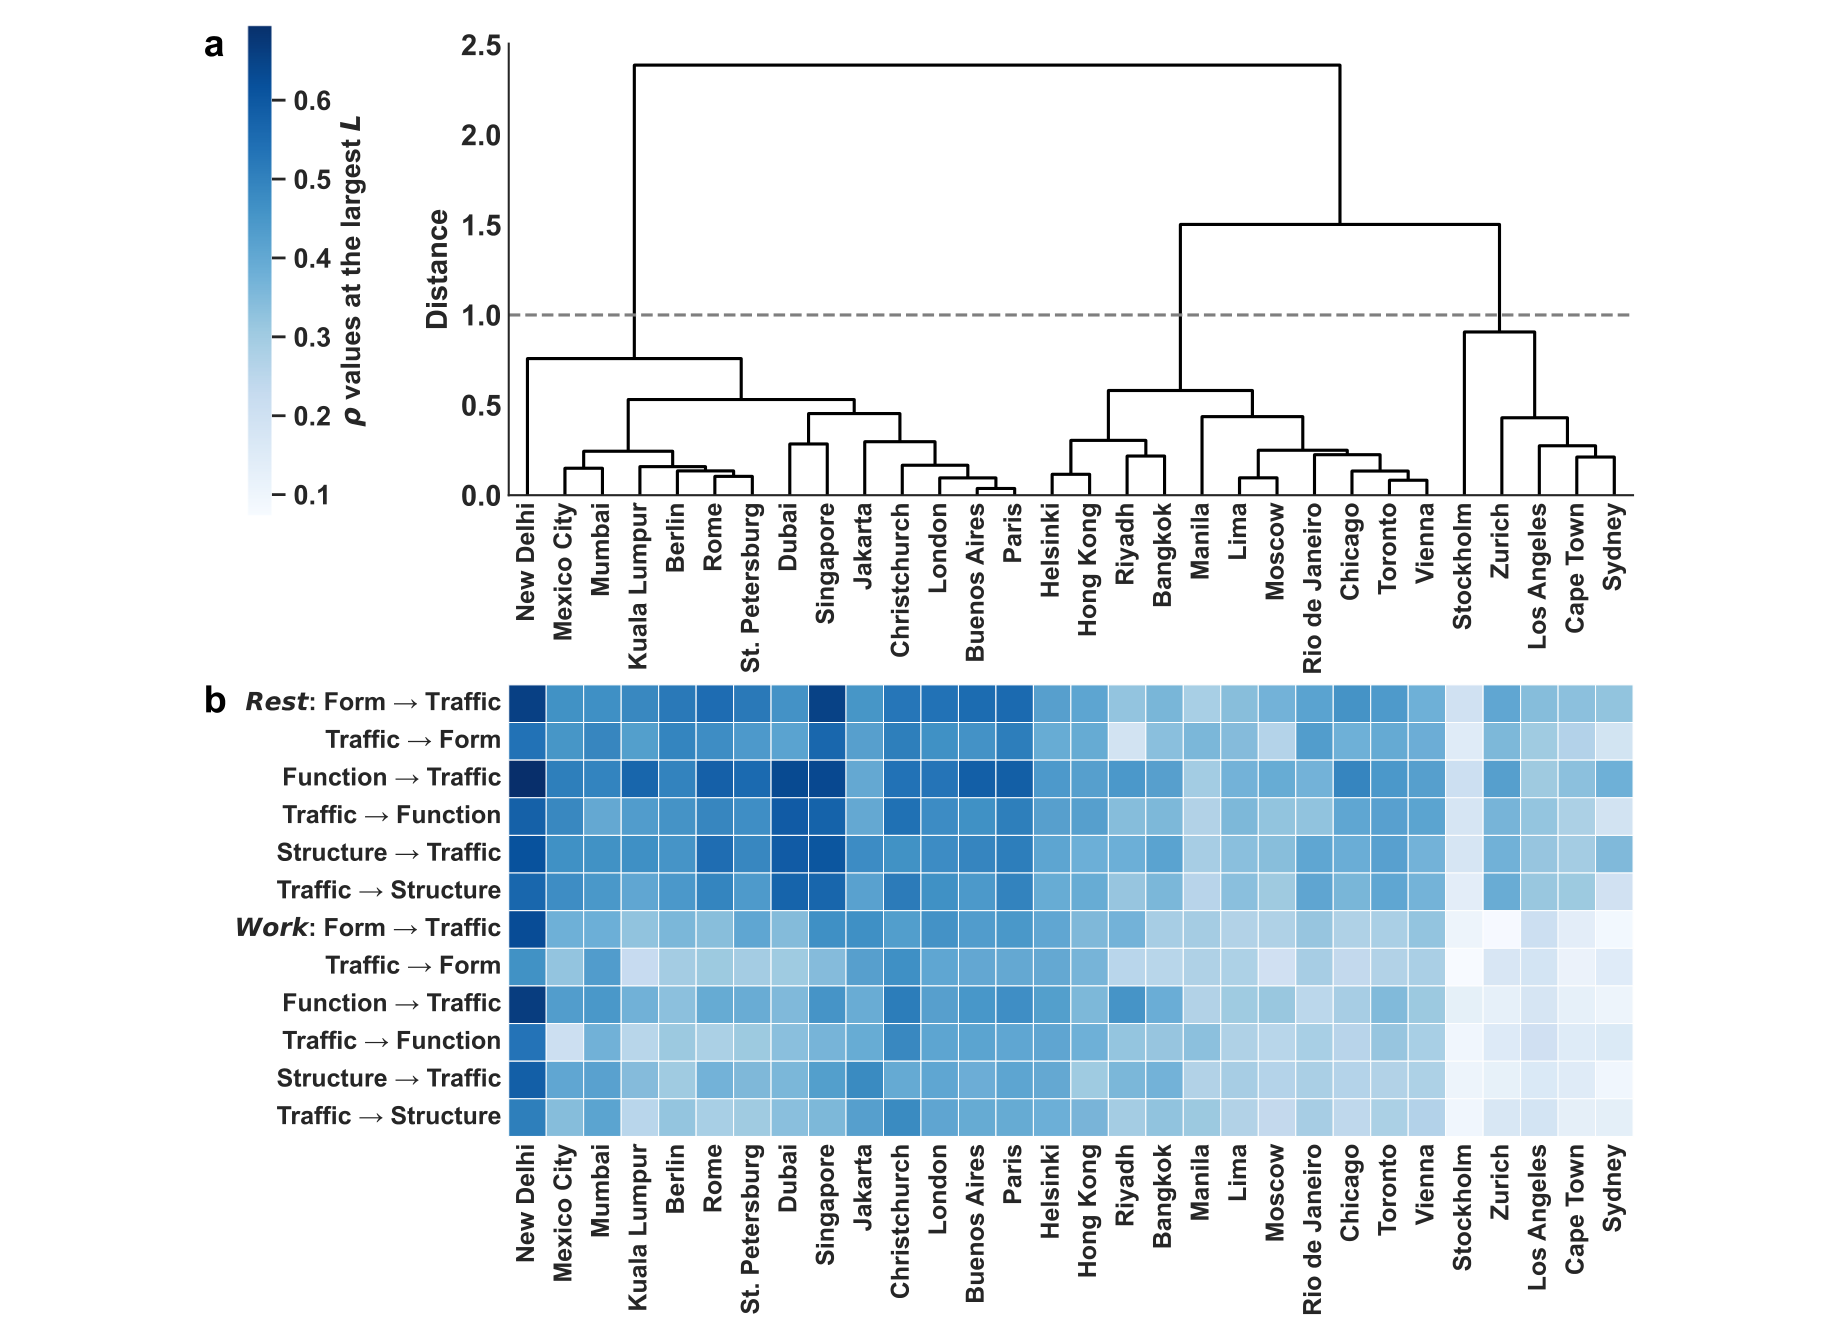 a
0.6
0.5
0.4
0.3
0.2
0.1
ρ values at the largest L
Distance
2.5
2.0
1.5
1.0
0.5
0.0
New Delhi
Mexico City
Mumbai
Kuala Lumpur
Berlin
Rome
St. Petersburg
Dubai
Singapore
Jakarta
Christchurch
London
Buenos Aires
Paris
Helsinki
Hong Kong
Riyadh
Bangkok
Manila
Lima
Moscow
Rio de Janeiro
Chicago
Toronto
Vienna
Stockholm
Zurich
Los Angeles
Cape Town
Sydney
b
Rest: Form → Traffic
Traffic → Form
Function → Traffic
Traffic → Function
Structure → Traffic
Traffic → Structure
Work: Form → Traffic
Traffic → Form
Function → Traffic
Traffic → Function
Structure → Traffic
Traffic → Structure
New Delhi
Mexico City
Mumbai
Kuala Lumpur
Berlin
Rome
St. Petersburg
Dubai
Singapore
Jakarta
Christchurch
London
Buenos Aires
Paris
Helsinki
Hong Kong
Riyadh
Bangkok
Manila
Lima
Moscow
Rio de Janeiro
Chicago
Toronto
Vienna
Stockholm
Zurich
Los Angeles
Cape Town
Sydney